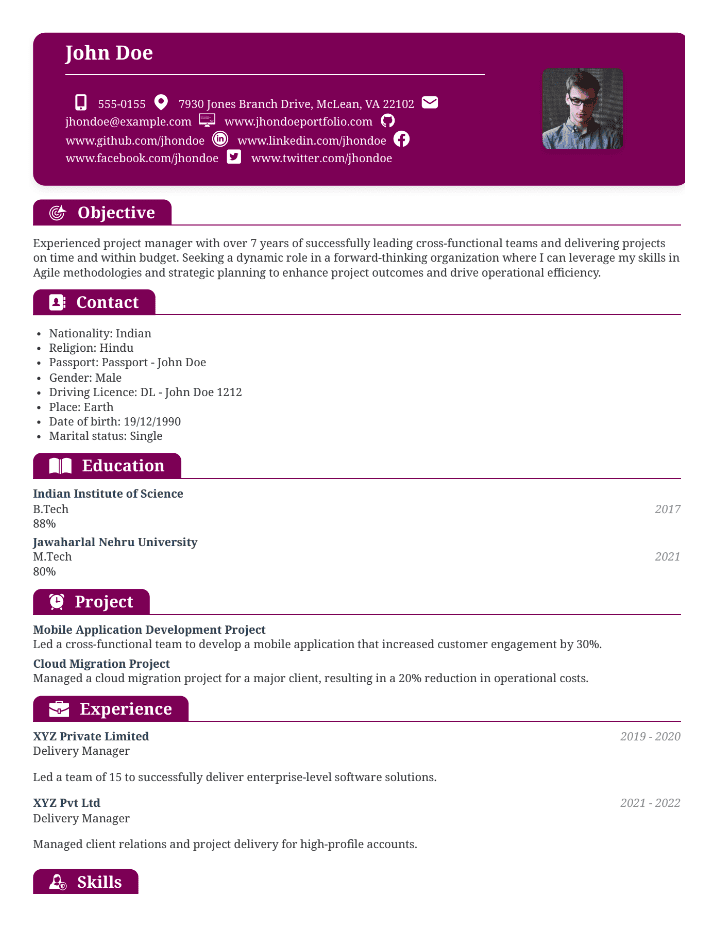 John Doe
555-0155 7930 Jones Branch Drive, McLean, VA 22102
jhondoe@example.com www.jhondoeportfolio.com
www.github.com/jhondoe www.linkedin.com/jhondoe
www.facebook.com/jhondoe www.twitter.com/jhondoe
Objective
Experienced project manager with over 7 years of successfully leading cross-functional teams and delivering projects
on time and within budget. Seeking a dynamic role in a forward-thinking organization where I can leverage my skills in
Agile methodologies and strategic planning to enhance project outcomes and drive operational efficiency.
Contact
• Nationality: Indian
• Religion: Hindu
• Passport: Passport - John Doe
• Gender: Male
• Driving Licence: DL - John Doe 1212
• Place: Earth
• Date of birth: 19/12/1990
• Marital status: Single
Education
Indian Institute of Science
B.Tech 2017
88%
Jawaharlal Nehru University
M.Tech 2021
80%
Project
Mobile Application Development Project
Led a cross-functional team to develop a mobile application that increased customer engagement by 30%.
Cloud Migration Project
Managed a cloud migration project for a major client, resulting in a 20% reduction in operational costs.
Experience
XYZ Private Limited 2019 - 2020
Delivery Manager
Led a team of 15 to successfully deliver enterprise-level software solutions.
XYZ Pvt Ltd 2021 - 2022
Delivery Manager
Managed client relations and project delivery for high-profile accounts.
Skills